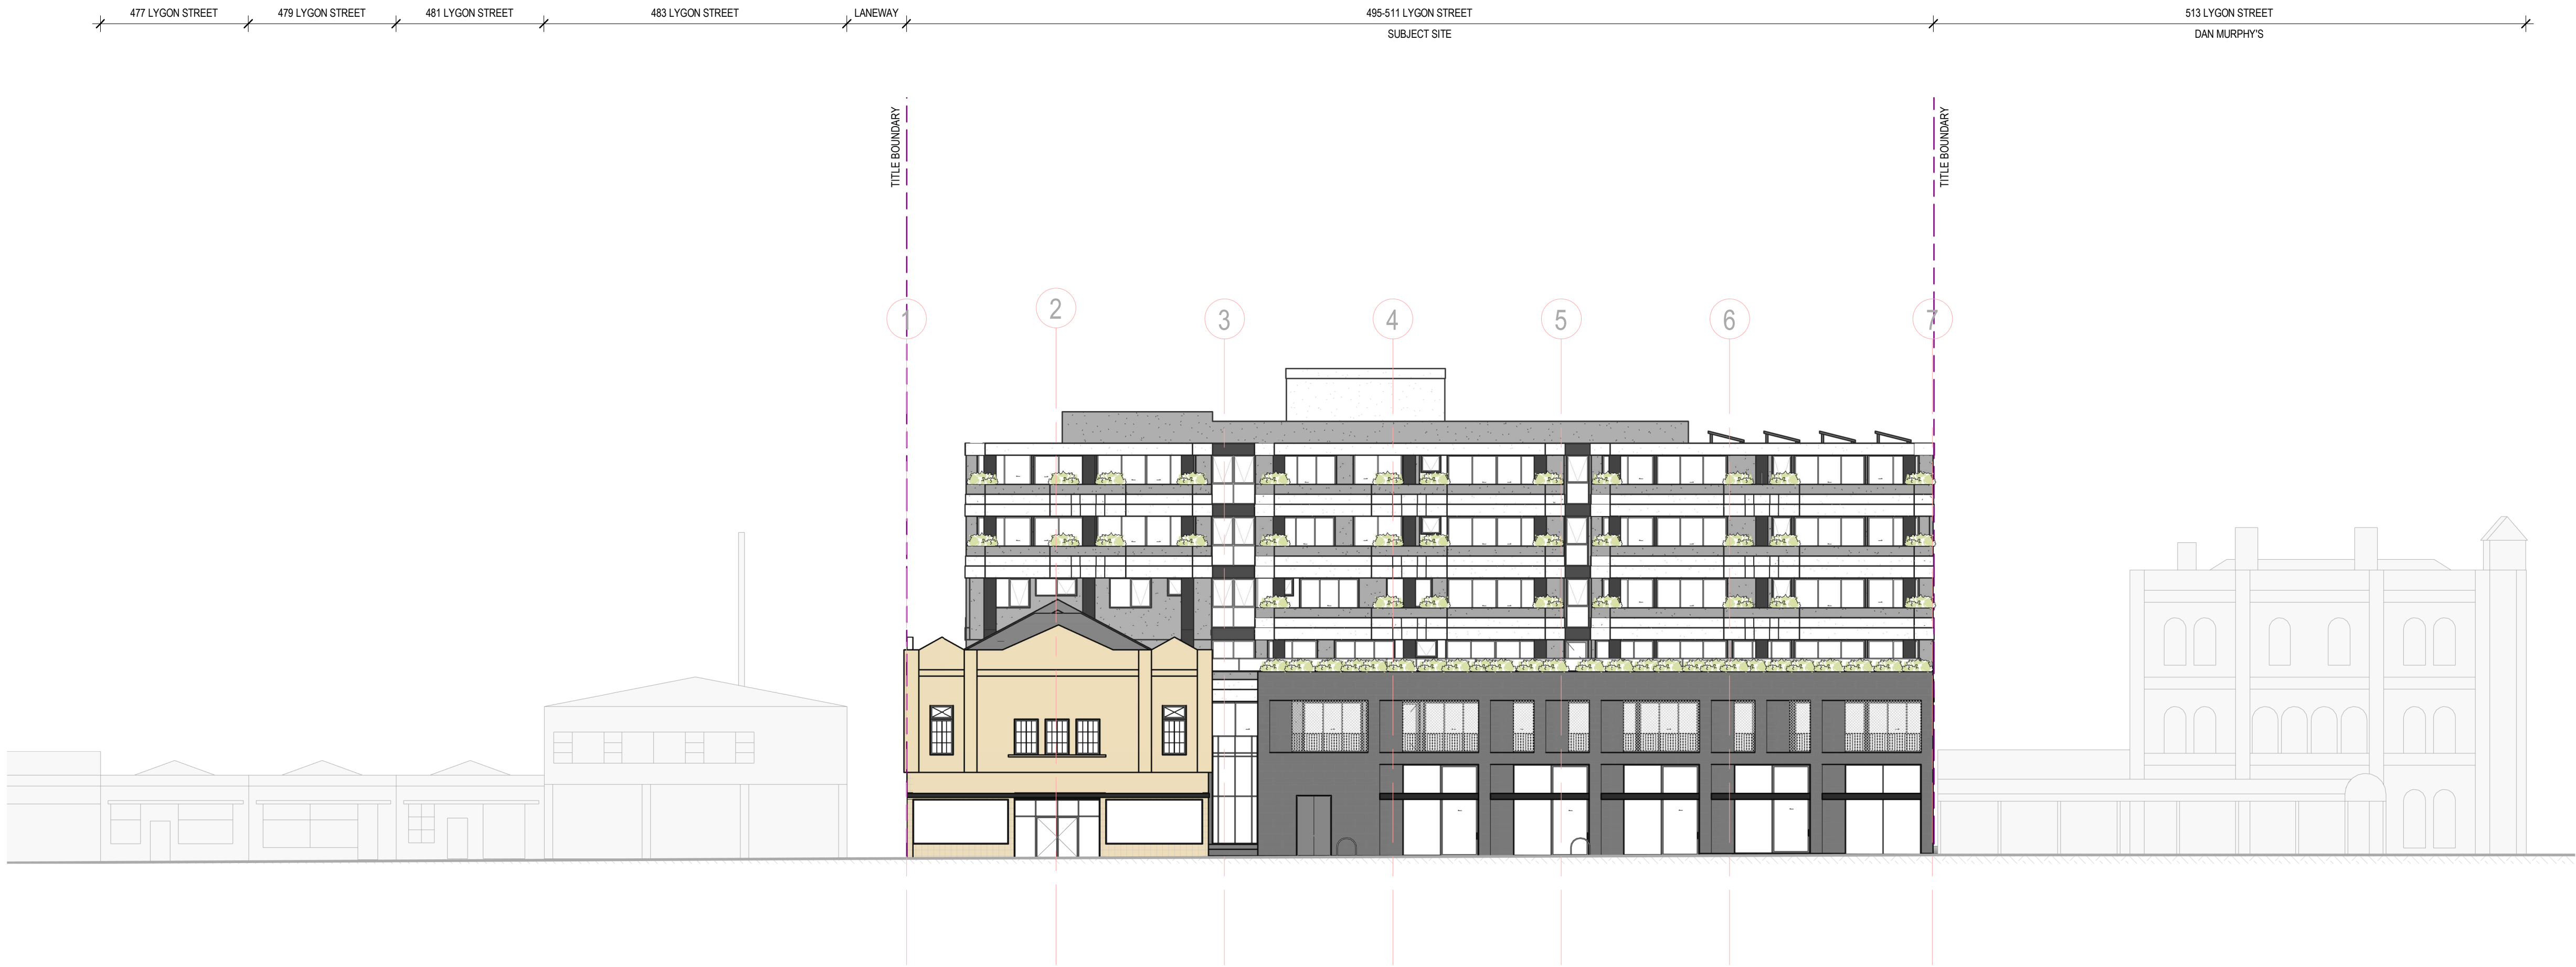 477 LYGON STREET
479 LYGON STREET
481 LYGON STREET
483 LYGON STREET
LANEWAY
495-511 LYGON STREET
513 LYGON STREET
SUBJECT SITE
DAN MURPHY'S
TITLE BOUNDARY
TITLE BOUNDARY
1
2
3
4
5
6
7